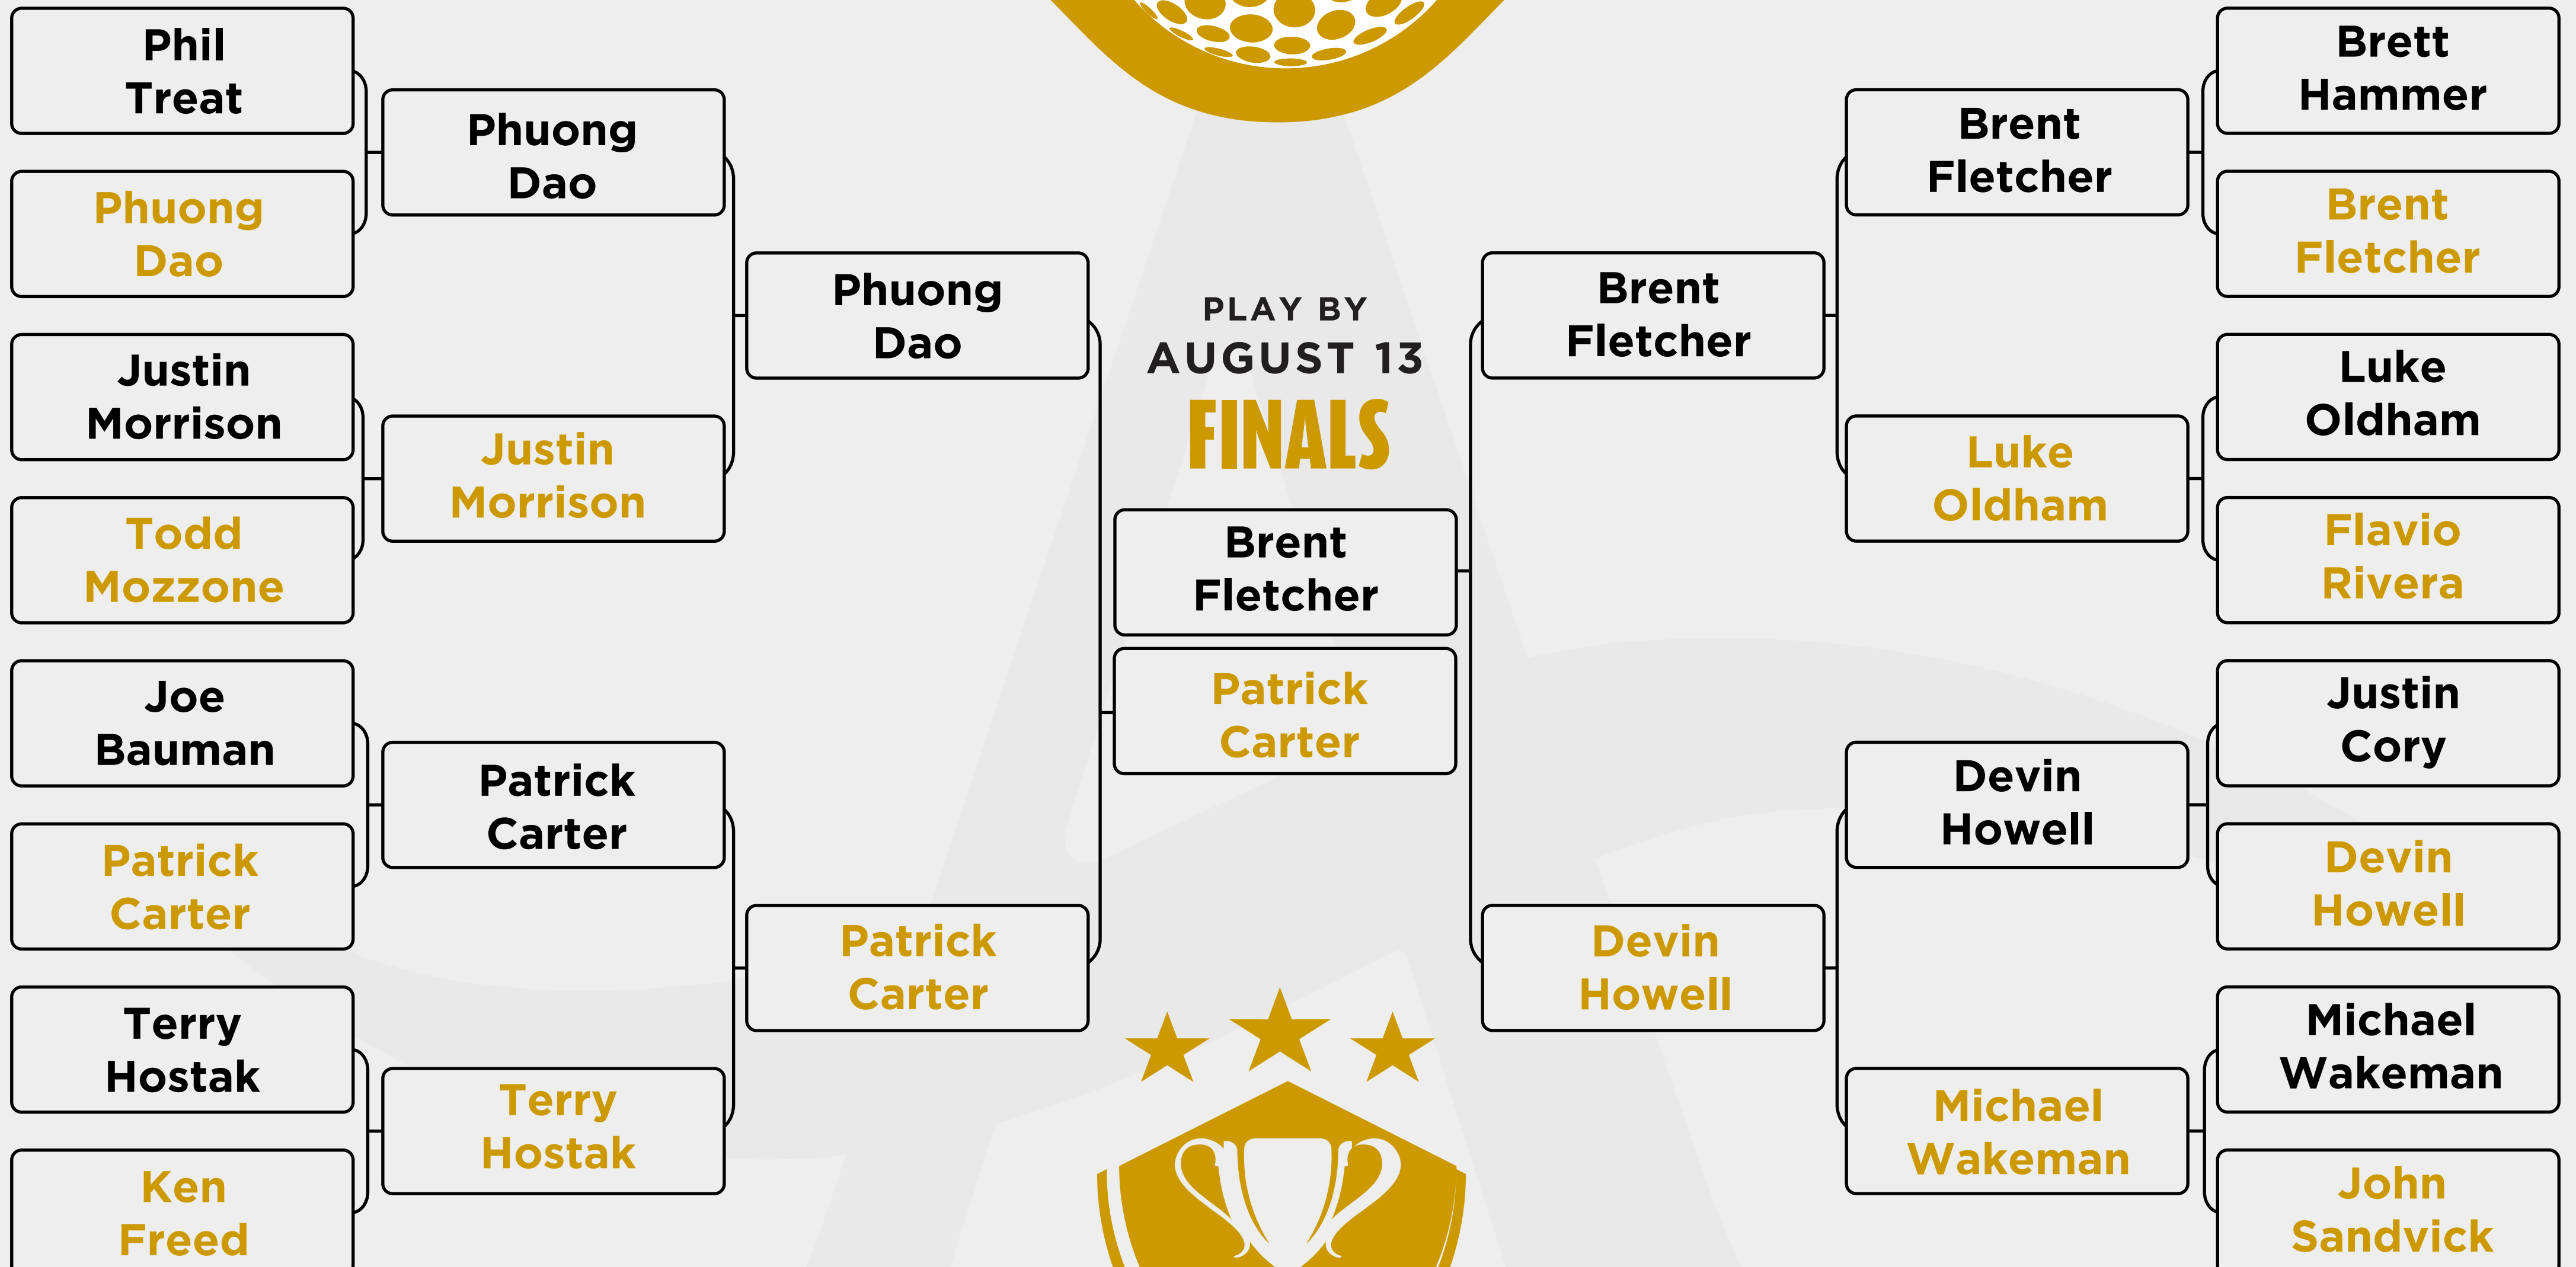 Phil
Treat
Phuong
Dao
Justin
Morrison
Todd
Mozzone
Joe
Bauman
Patrick
Carter
Terry
Hostak
Ken
Freed
Phuong
Dao
Justin
Morrison
Patrick
Carter
Terry
Hostak
Phuong
Dao
Patrick
Carter
PLAY BY
AUGUST 13
FINALS
Brent
Fletcher
Patrick
Carter
Brent
Fletcher
Devin
Howell
Brent
Fletcher
Luke
Oldham
Devin
Howell
Michael
Wakeman
Brett
Hammer
Brent
Fletcher
Luke
Oldham
Flavio
Rivera
Justin
Cory
Devin
Howell
Michael
Wakeman
John
Sandvick